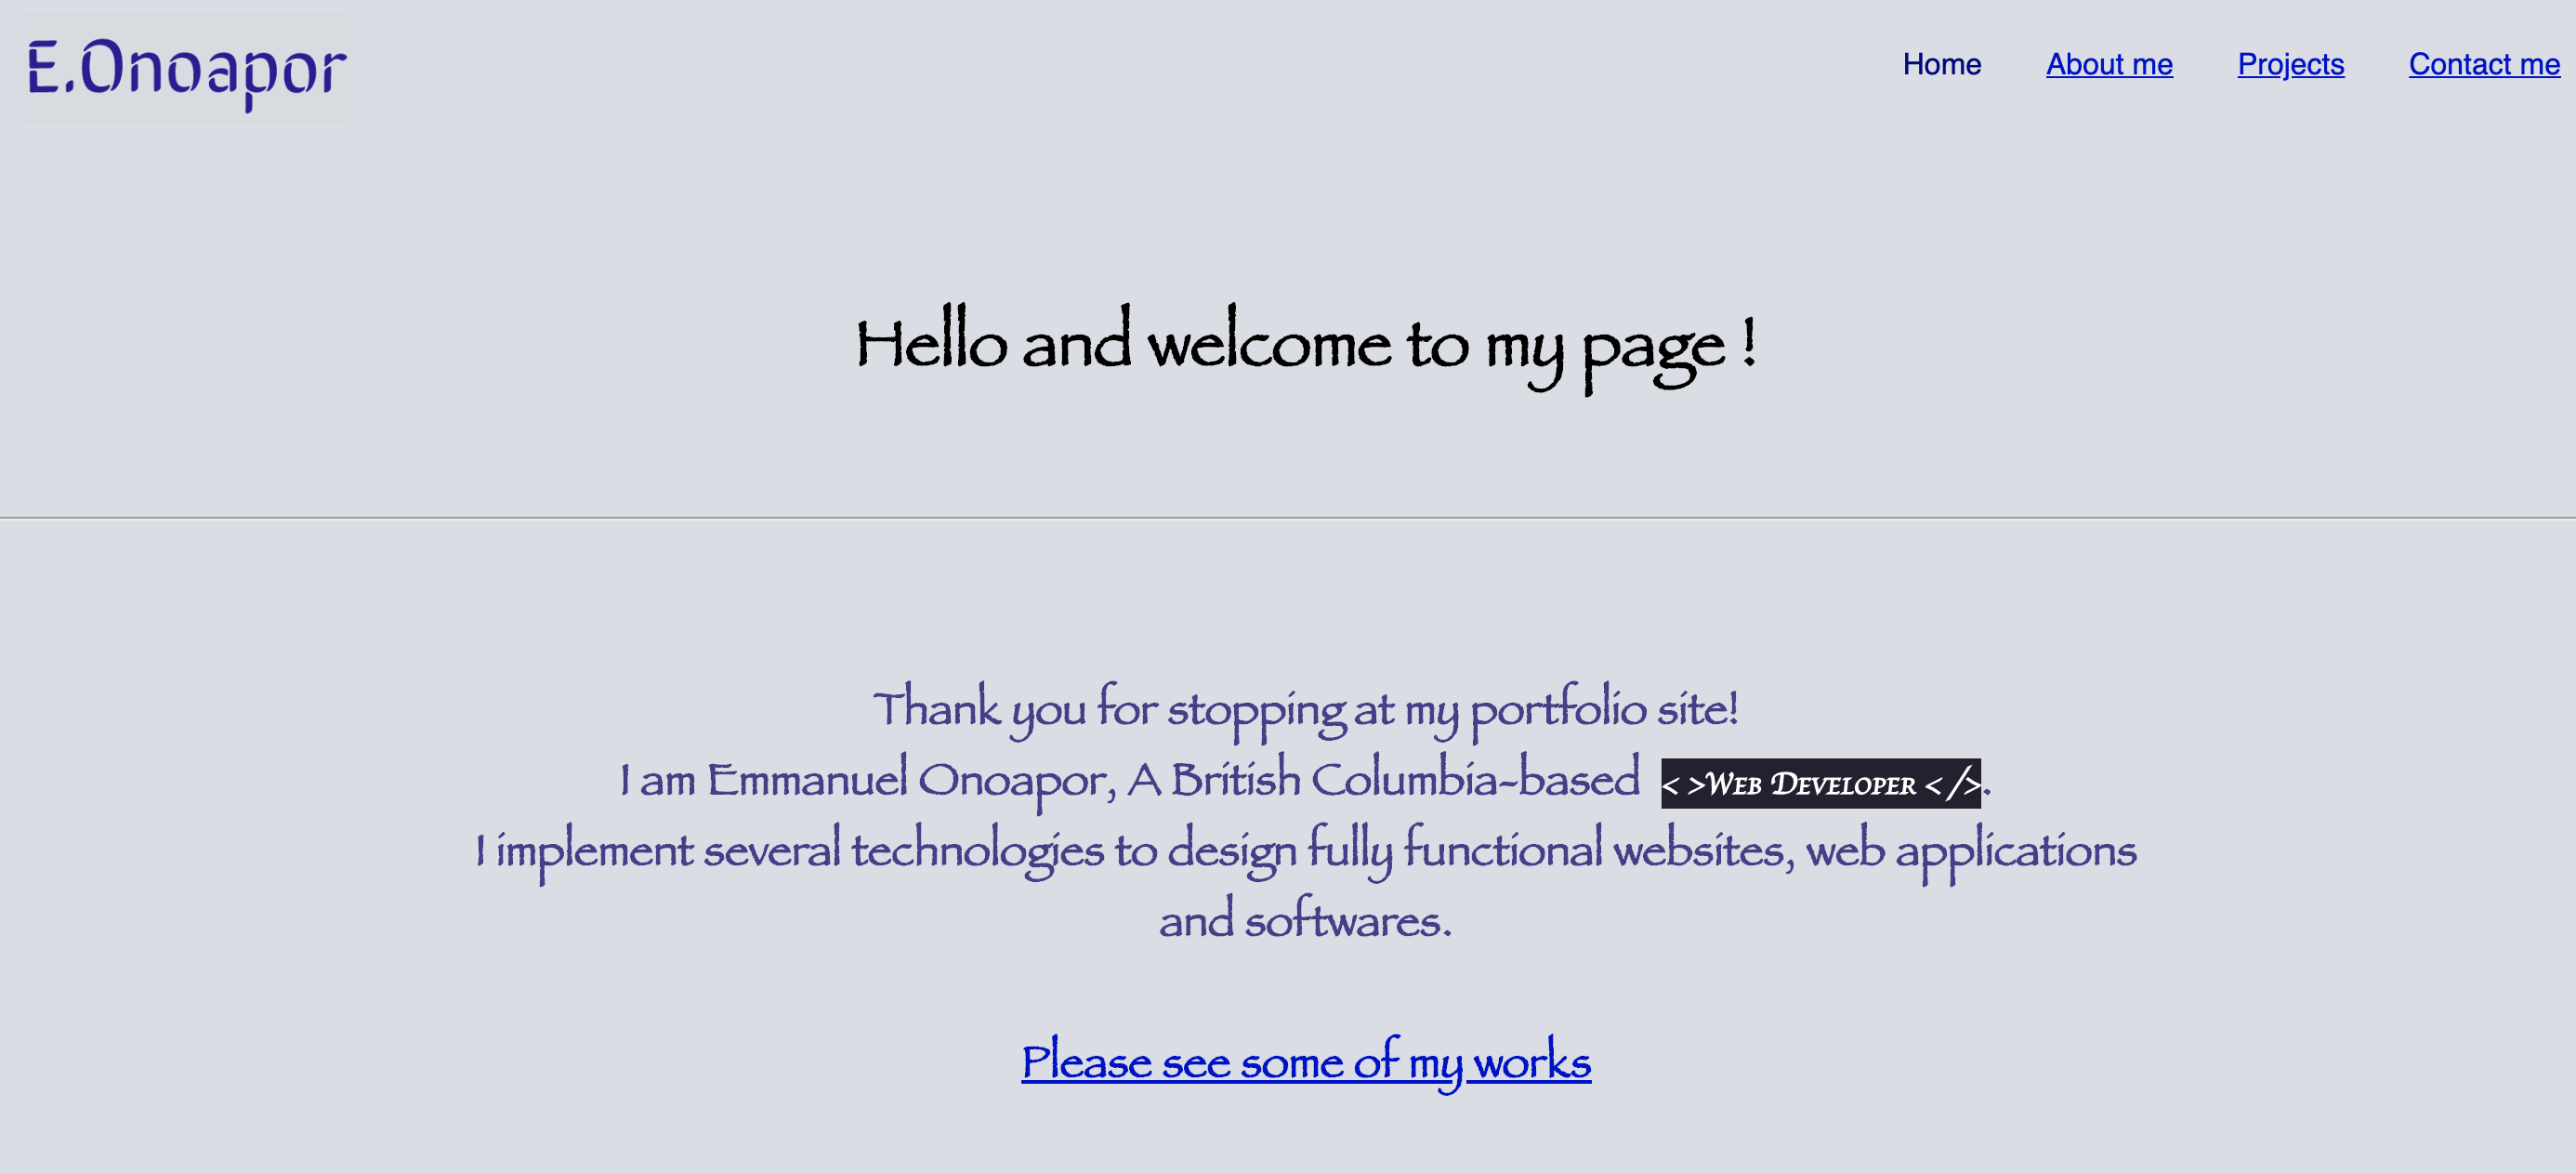 E.Onoapor
Home About me Projects Contact me
Hello and welcome to my page !
Thank you for stopping at my portfolio site!
I am Emmanuel Onoapor, A British Columbia-based < >Web Developer < />.
I implement several technologies to design fully functional websites, web applications
and softwares.
Please see some of my works